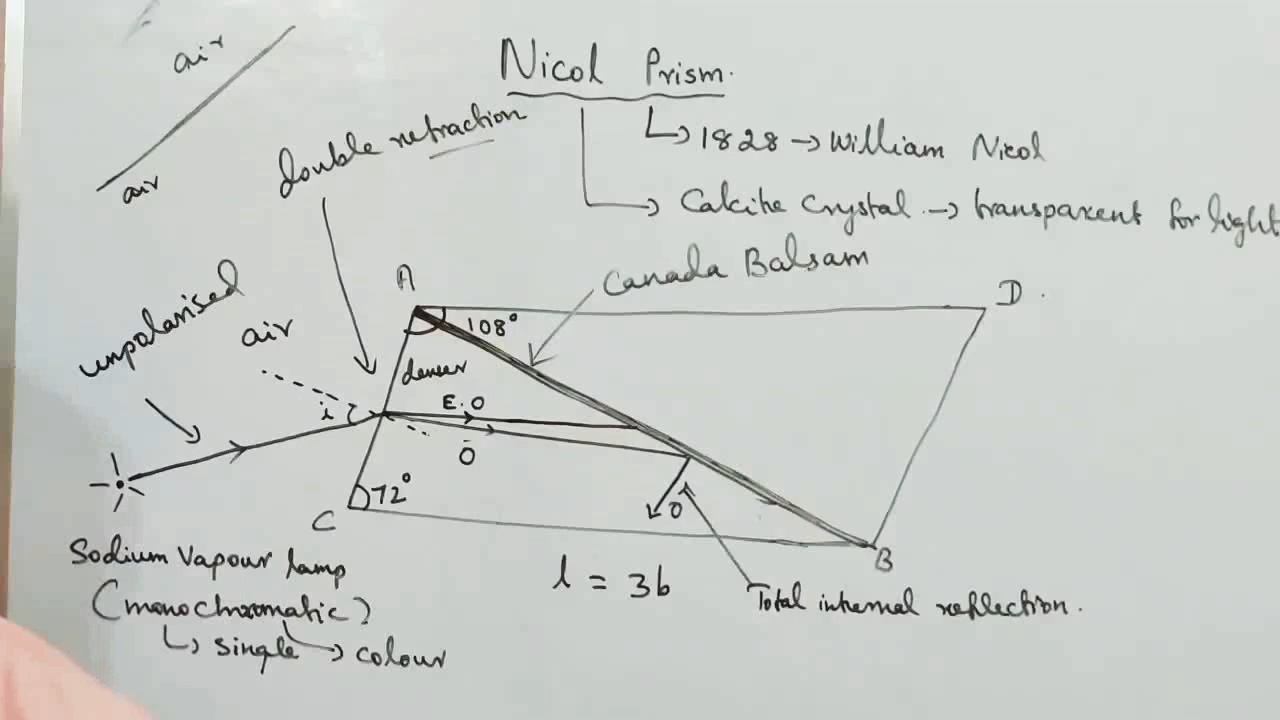 air
air
Nicol Prism.
↳ 1828 → William Nicol
→ Calcite Crystal → transparent for light
double refraction
Canada Balsam
unpolarised
air
A
D.
108°
denser
i
E.O
O
72°
C
O
B
Sodium Vapour lamp
(monochromatic)
↳ single → colour
l = 3b
Total internal reflection.